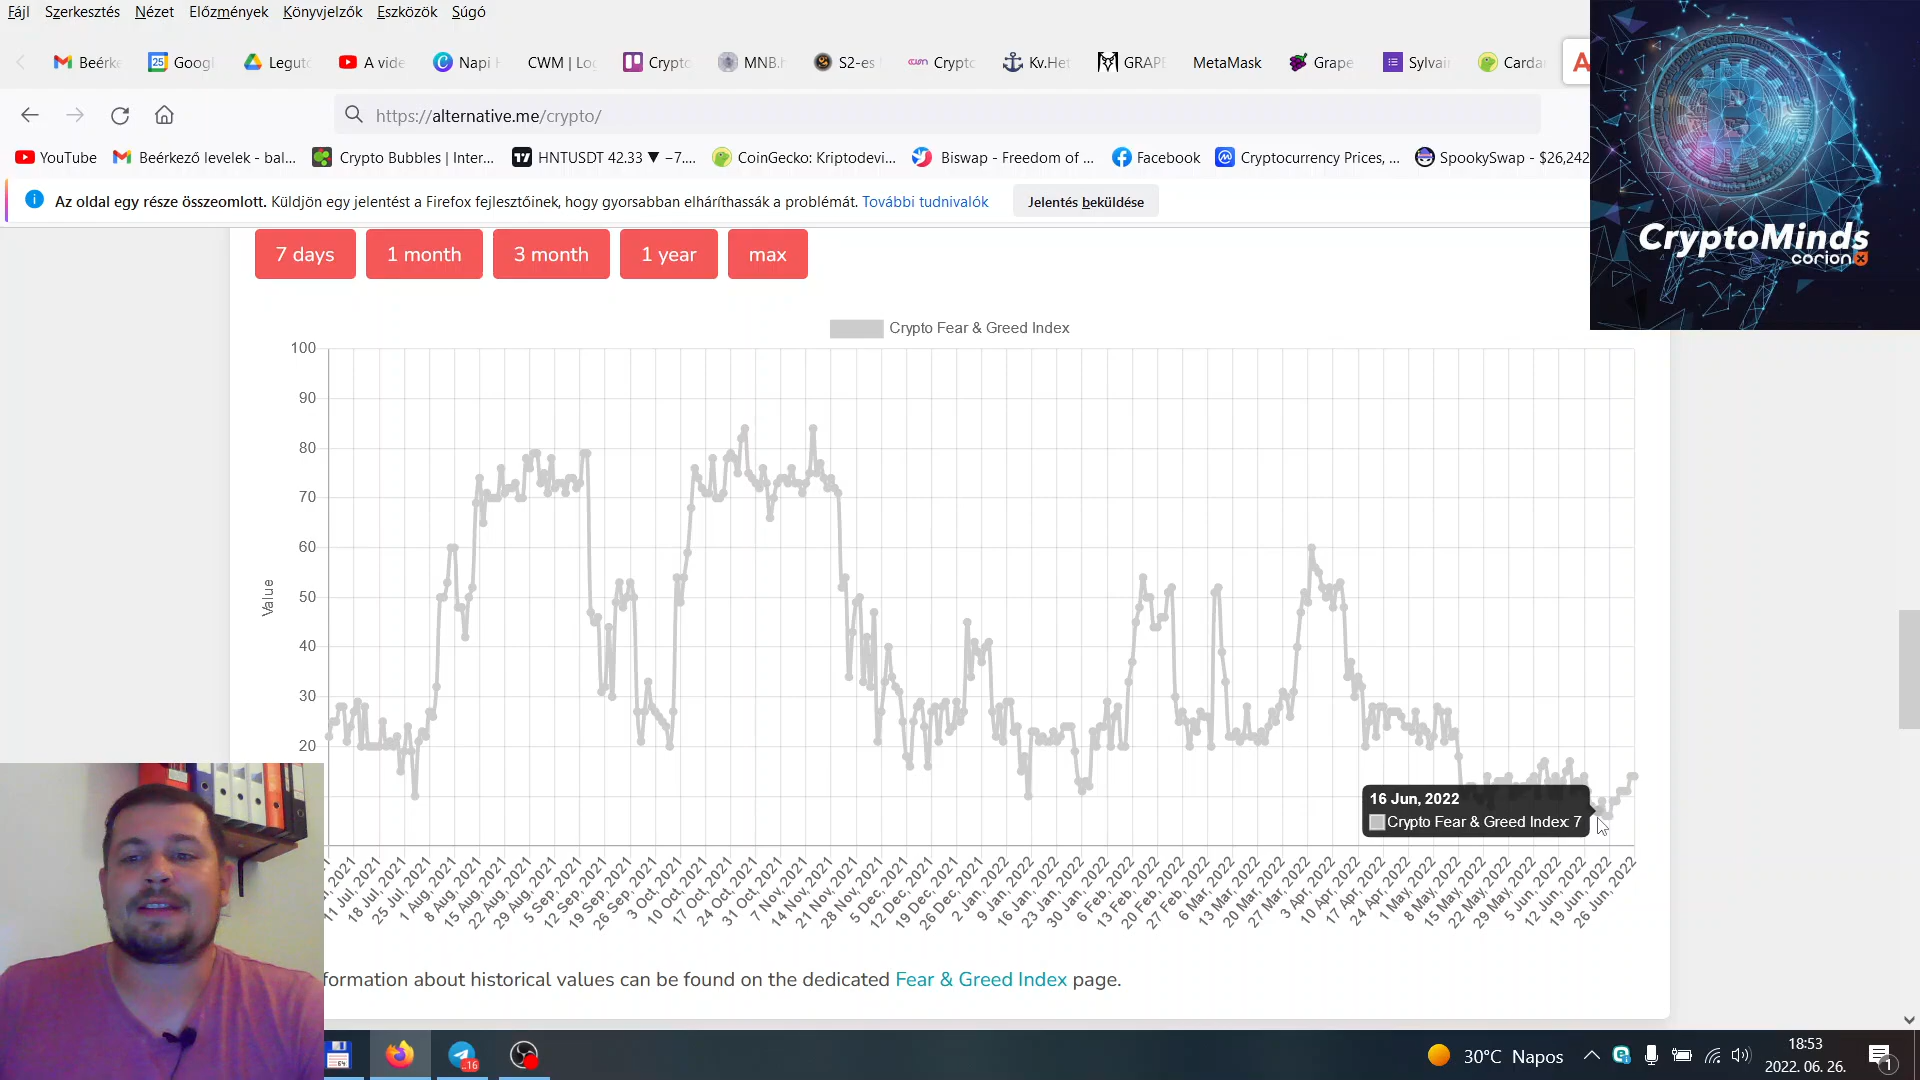 Fájl Szerkesztés Nézet Előzmények Könyvjelzők Eszközök Súgó
Beérke Googl Legut A vide Napi CWM | Lo Crypto MNB.h S2-es Crypto Kv.Het GRAPE MetaMask Grape Sylvai Carda
https://alternative.me/crypto/
YouTube Beérkező levelek - bal... Crypto Bubbles | Inter... HNTUSDT 42.33 ▼ −7.... CoinGecko: Kriptodevi... Biswap - Freedom of ... Facebook Cryptocurrency Prices, ... SpookySwap - $26,242
Az oldal egy része összeomlott. Küldjön egy jelentést a Firefox fejlesztőinek, hogy gyorsabban elháríthassák a problémát. További tudnivalók Jelentés beküldése
CryptoMinds
corion
7 days 1 month 3 month 1 year max
Crypto Fear & Greed Index
100
90
80
70
60
50
40
30
20
Value
16 Jun, 2022
Crypto Fear & Greed Index: 7
11 Jul, 2021
18 Jul, 2021
25 Jul, 2021
1 Aug, 2021
8 Aug, 2021
15 Aug, 2021
22 Aug, 2021
29 Aug, 2021
5 Sep, 2021
12 Sep, 2021
19 Sep, 2021
26 Sep, 2021
3 Oct, 2021
10 Oct, 2021
17 Oct, 2021
24 Oct, 2021
31 Oct, 2021
7 Nov, 2021
14 Nov, 2021
21 Nov, 2021
28 Nov, 2021
5 Dec, 2021
12 Dec, 2021
19 Dec, 2021
26 Dec, 2021
2 Jan, 2022
9 Jan, 2022
16 Jan, 2022
23 Jan, 2022
30 Jan, 2022
6 Feb, 2022
13 Feb, 2022
20 Feb, 2022
27 Feb, 2022
6 Mar, 2022
13 Mar, 2022
20 Mar, 2022
27 Mar, 2022
3 Apr, 2022
10 Apr, 2022
17 Apr, 2022
24 Apr, 2022
1 May, 2022
8 May, 2022
15 May, 2022
22 May, 2022
29 May, 2022
5 Jun, 2022
12 Jun, 2022
19 Jun, 2022
26 Jun, 2022
formation about historical values can be found on the dedicated Fear & Greed Index page.
64 16 30°C Napos 18:53
2022. 06. 26. 1